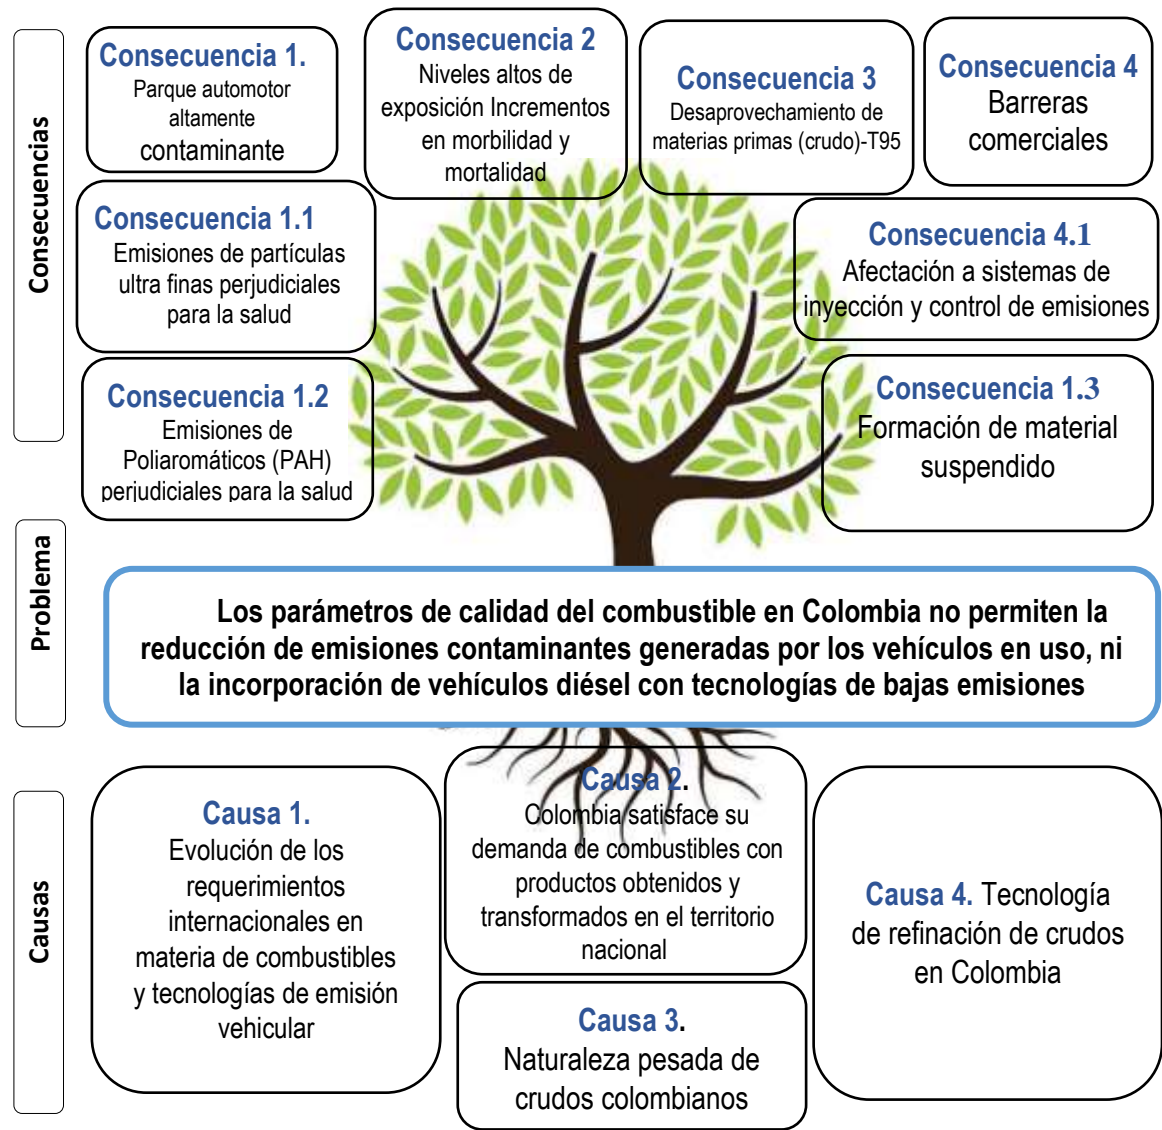 Consecuencias
Consecuencia 1.
Parque automotor
altamente
contaminante
Consecuencia 2
Niveles altos de
exposición Incrementos
en morbilidad y
mortalidad
Consecuencia 3
Desaprovechamiento de
materias primas (crudo)-T95
Consecuencia 4
Barreras
comerciales
Consecuencia 1.1
Emisiones de partículas
ultra finas perjudiciales
para la salud
Consecuencia 4.1
Afectación a sistemas de
inyección y control de emisiones
Consecuencia 1.2
Emisiones de
Poliaromáticos (PAH)
perjudiciales para la salud
Consecuencia 1.3
Formación de material
suspendido
Problema
Los parámetros de calidad del combustible en Colombia no permiten la
reducción de emisiones contaminantes generadas por los vehículos en uso, ni
la incorporación de vehículos diésel con tecnologías de bajas emisiones
Causas
Causa 1.
Evolución de los
requerimientos
internacionales en
materia de combustibles
y tecnologías de emisión
vehicular
Causa 2.
Colombia satisface su
demanda de combustibles con
productos obtenidos y
transformados en el territorio
nacional
Causa 3.
Naturaleza pesada de
crudos colombianos
Causa 4. Tecnología
de refinación de crudos
en Colombia